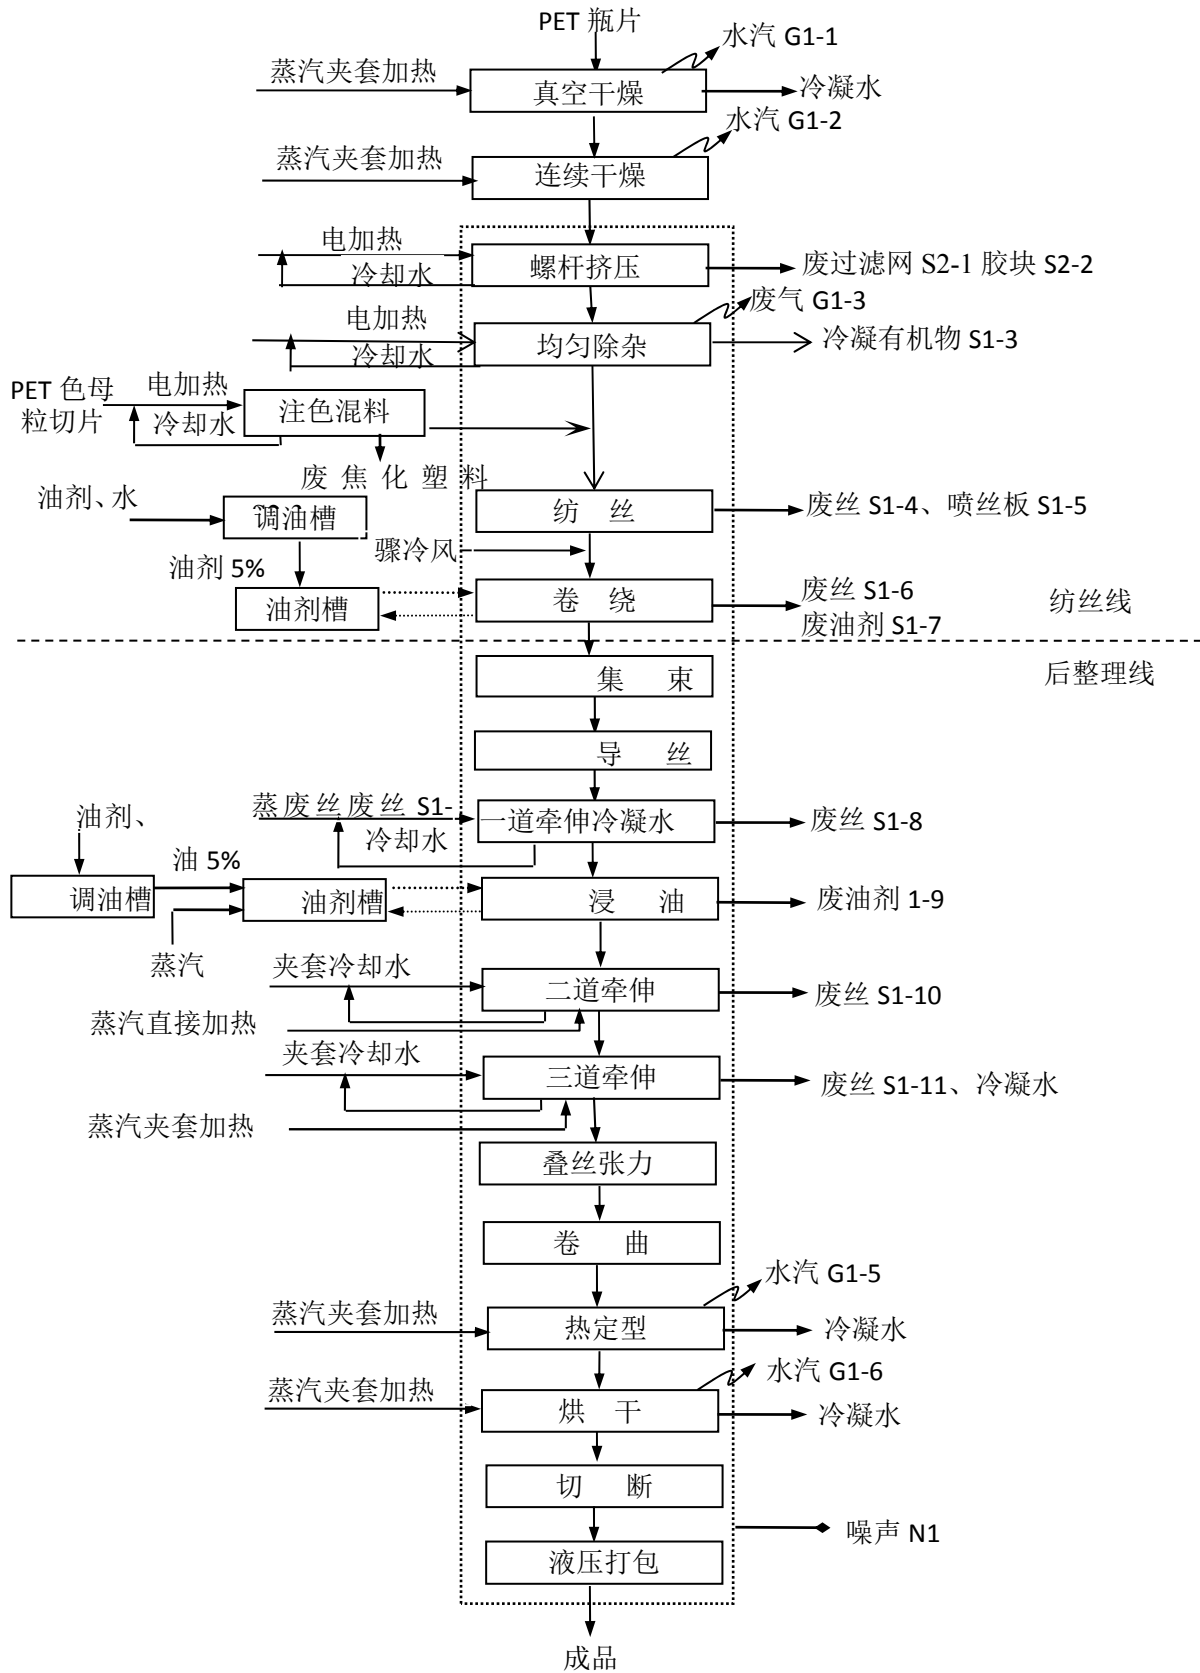 PET 瓶片
水汽 G1-1
蒸汽夹套加热
真空干燥
冷凝水
水汽 G1-2
蒸汽夹套加热
连续干燥
电加热
冷却水
螺杆挤压
废过滤网 S2-1 胶块 S2-2
废气 G1-3
电加热
冷却水
均匀除杂
冷凝有机物 S1-3
PET 色母
粒切片
电加热
冷却水
注色混料
废焦化塑料
油剂、水
调油槽
纺 丝
废丝 S1-4、喷丝板 S1-5
骤冷风
油剂 5%
油剂槽
卷 绕
废丝 S1-6
废油剂 S1-7
纺丝线
后整理线
集 束
导 丝
蒸废丝废丝 S1-
冷却水
一道牵伸冷凝水
废丝 S1-8
油剂、
油 5%
调油槽
油剂槽
浸 油
废油剂 1-9
蒸汽
夹套冷却水
二道牵伸
废丝 S1-10
蒸汽直接加热
夹套冷却水
三道牵伸
废丝 S1-11、冷凝水
蒸汽夹套加热
叠丝张力
卷 曲
水汽 G1-5
蒸汽夹套加热
热定型
冷凝水
水汽 G1-6
蒸汽夹套加热
烘 干
冷凝水
切 断
噪声 N1
液压打包
成品